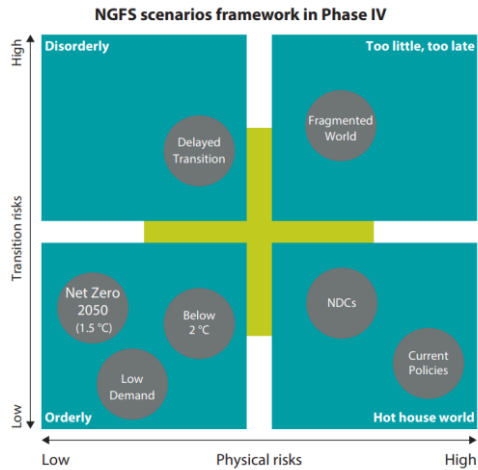 NGFS scenarios framework in Phase IV
High
Disorderly
Too little, too late
Fragmented
World
Delayed
Transition
Transition risks
Net Zero
2050
(1.5 °C)
Below
2 °C
NDCs
Low
Demand
Current
Policies
Low
Orderly
Hot house world
Low
Physical risks
High